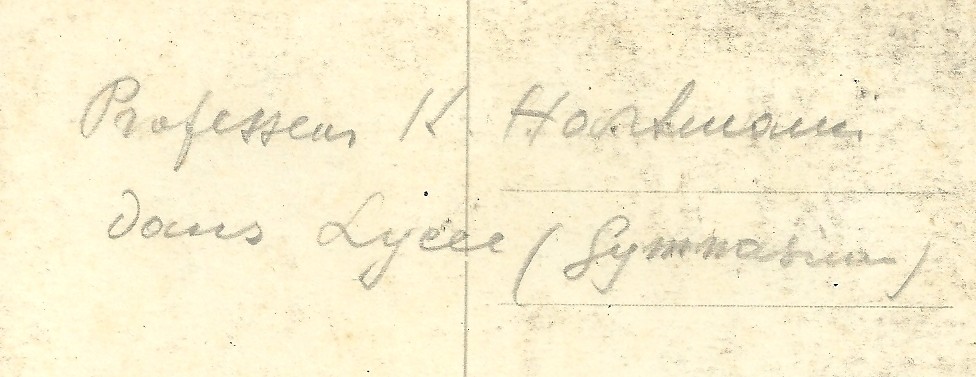 Professeur K. Hartmann
dans Lycée (Gymnasium)